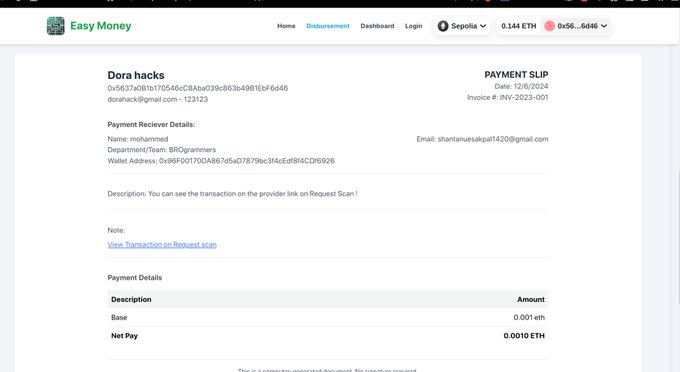 Easy Money
Home Disbursement Dashboard Login Sepolia 0.144 ETH 0x56...6d46
Dora hacks
0x5637a0B1b170546cC8Aba039c863b4981EbF6d46
dorahack@gmail.com - 123123
PAYMENT SLIP
Date: 12/6/2024
Invoice #: INV-2023-001
Payment Reciever Details:
Name: mohammed
Department/Team: BROgrammers
Wallet Address: 0x96F00170DA867d5aD7879bc3f4cEdf8f4CDf6926
Email: shantanuesakpal1420@gmail.com
Description: You can see the transaction on the provider link on Request Scan !
Note:
View Transaction on Request scan
Payment Details
Description Amount
Base 0.001 eth
Net Pay 0.0010 ETH
This is a computer-generated document. No signature required.